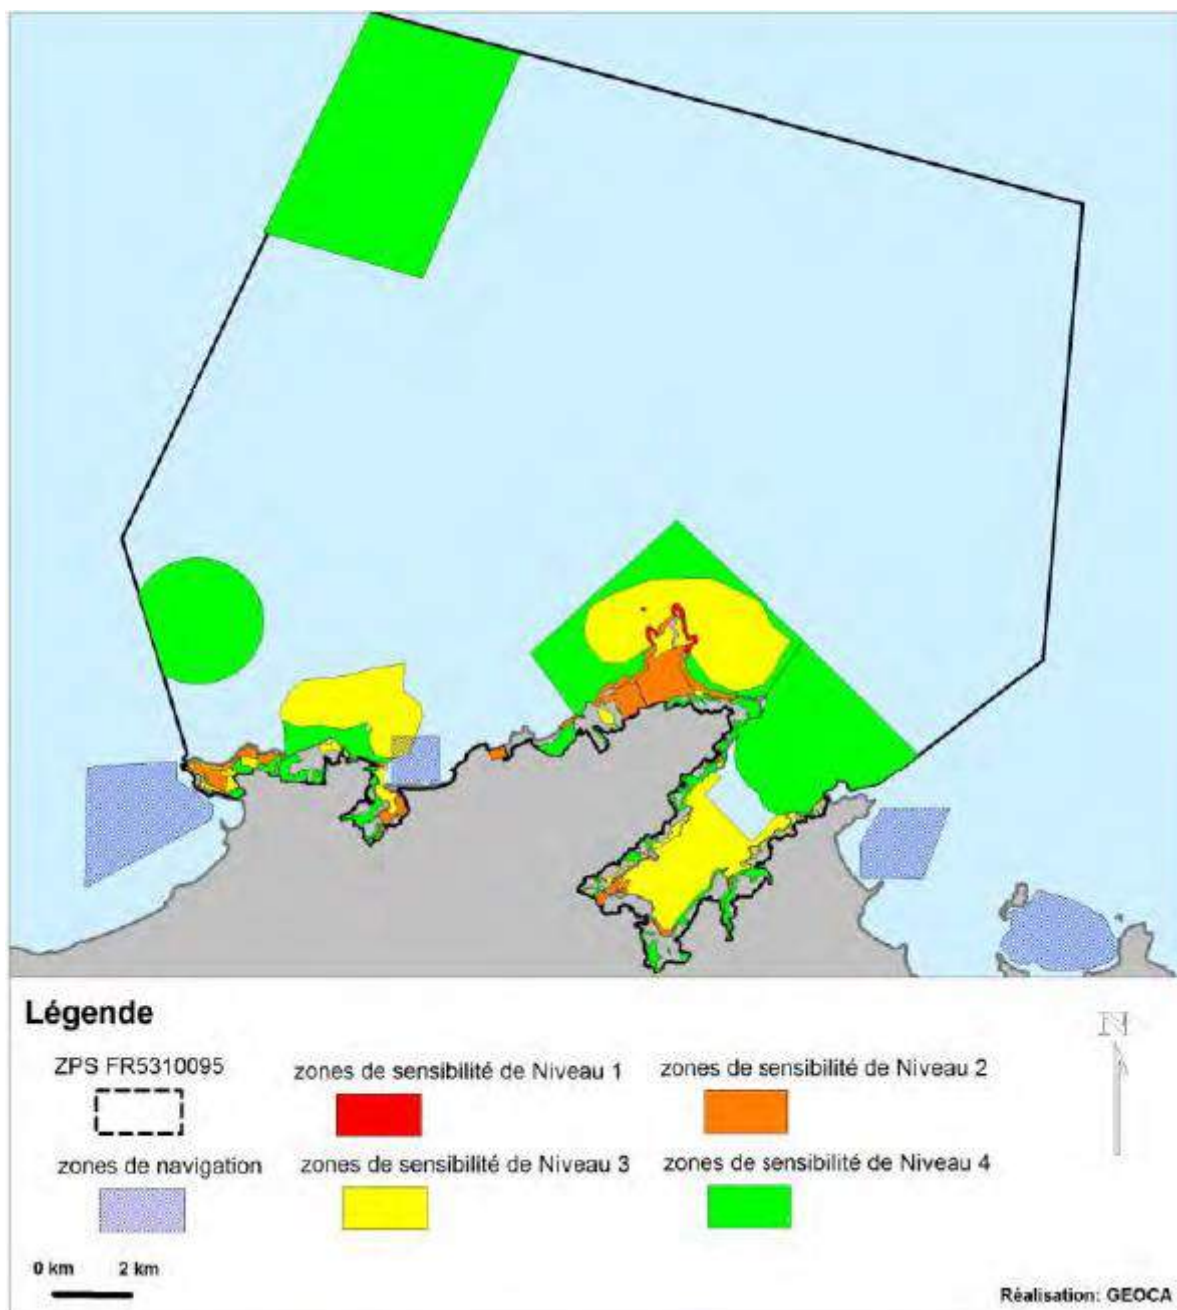 Légende
N
ZPS FR5310095
zones de sensibilité de Niveau 1
zones de sensibilité de Niveau 2
zones de navigation
zones de sensibilité de Niveau 3
zones de sensibilité de Niveau 4
0 km 2 km
Réalisation: GEOCA